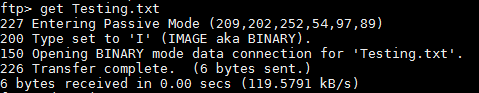 ftp> get Testing.txt
227 Entering Passive Mode (209,202,252,54,97,89)
200 Type set to 'I' (IMAGE aka BINARY).
150 Opening BINARY mode data connection for 'Testing.txt'.
226 Transfer complete.  (6 bytes sent.)
6 bytes received in 0.00 secs (119.5791 kB/s)